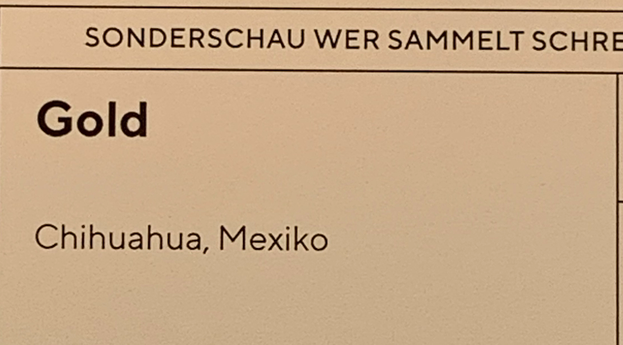 SONDERSCHAU WER SAMMELT
Gold
Chihuahua, Mexiko